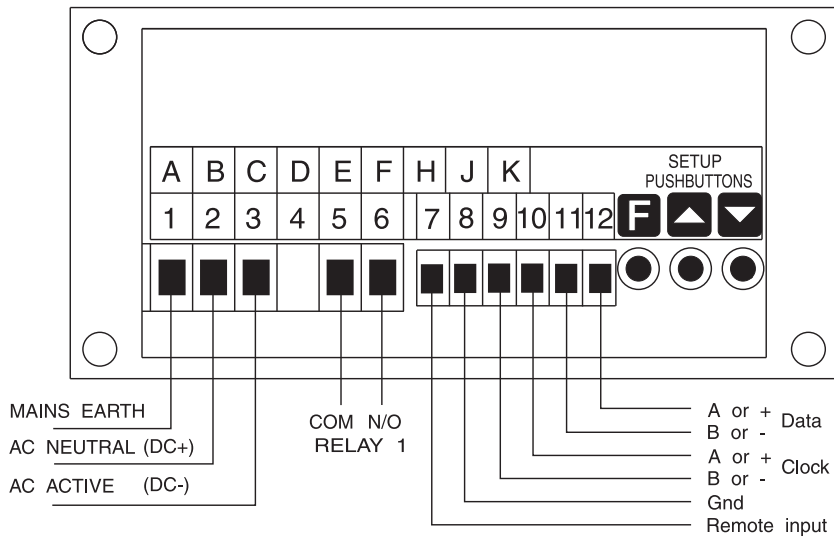 A B C D E F H J K
SETUP
PUSHBUTTONS
1 2 3 4 5 6 7 8 9 10 11 12 F
MAINS EARTH
AC NEUTRAL (DC+)
AC ACTIVE (DC-)
COM N/O
RELAY 1
A or + Data
B or -
A or + Clock
B or -
Gnd
Remote input